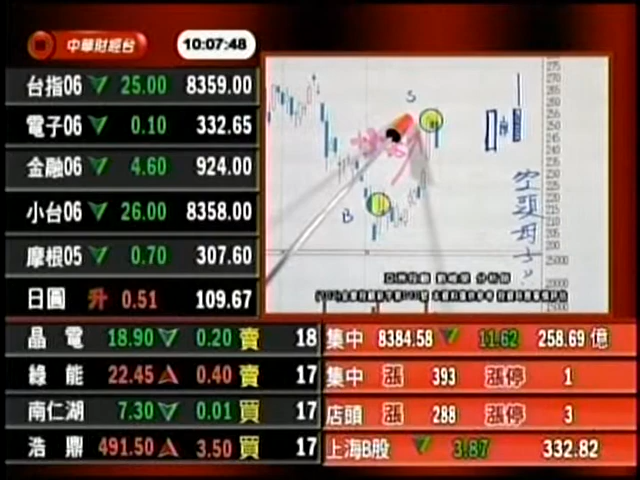 中華財經台 10:07:48
台指06 25.00 8359.00
電子06 0.10 332.65
金融06 4.60 924.00
小台06 26.00 8358.00
摩根05 0.70 307.60
日圓 升 0.51 109.67
S
B
空頭母子
晶電 18.90 0.20 賣 18
綠能 22.45 0.40 賣 17
南仁湖 7.30 0.01 買 17
浩鼎 491.50 3.50 買 17
集中 8384.58 11.62 258.69 億
集中 漲 393 漲停 1
店頭 漲 288 漲停 3
上海B股 3.87 332.82